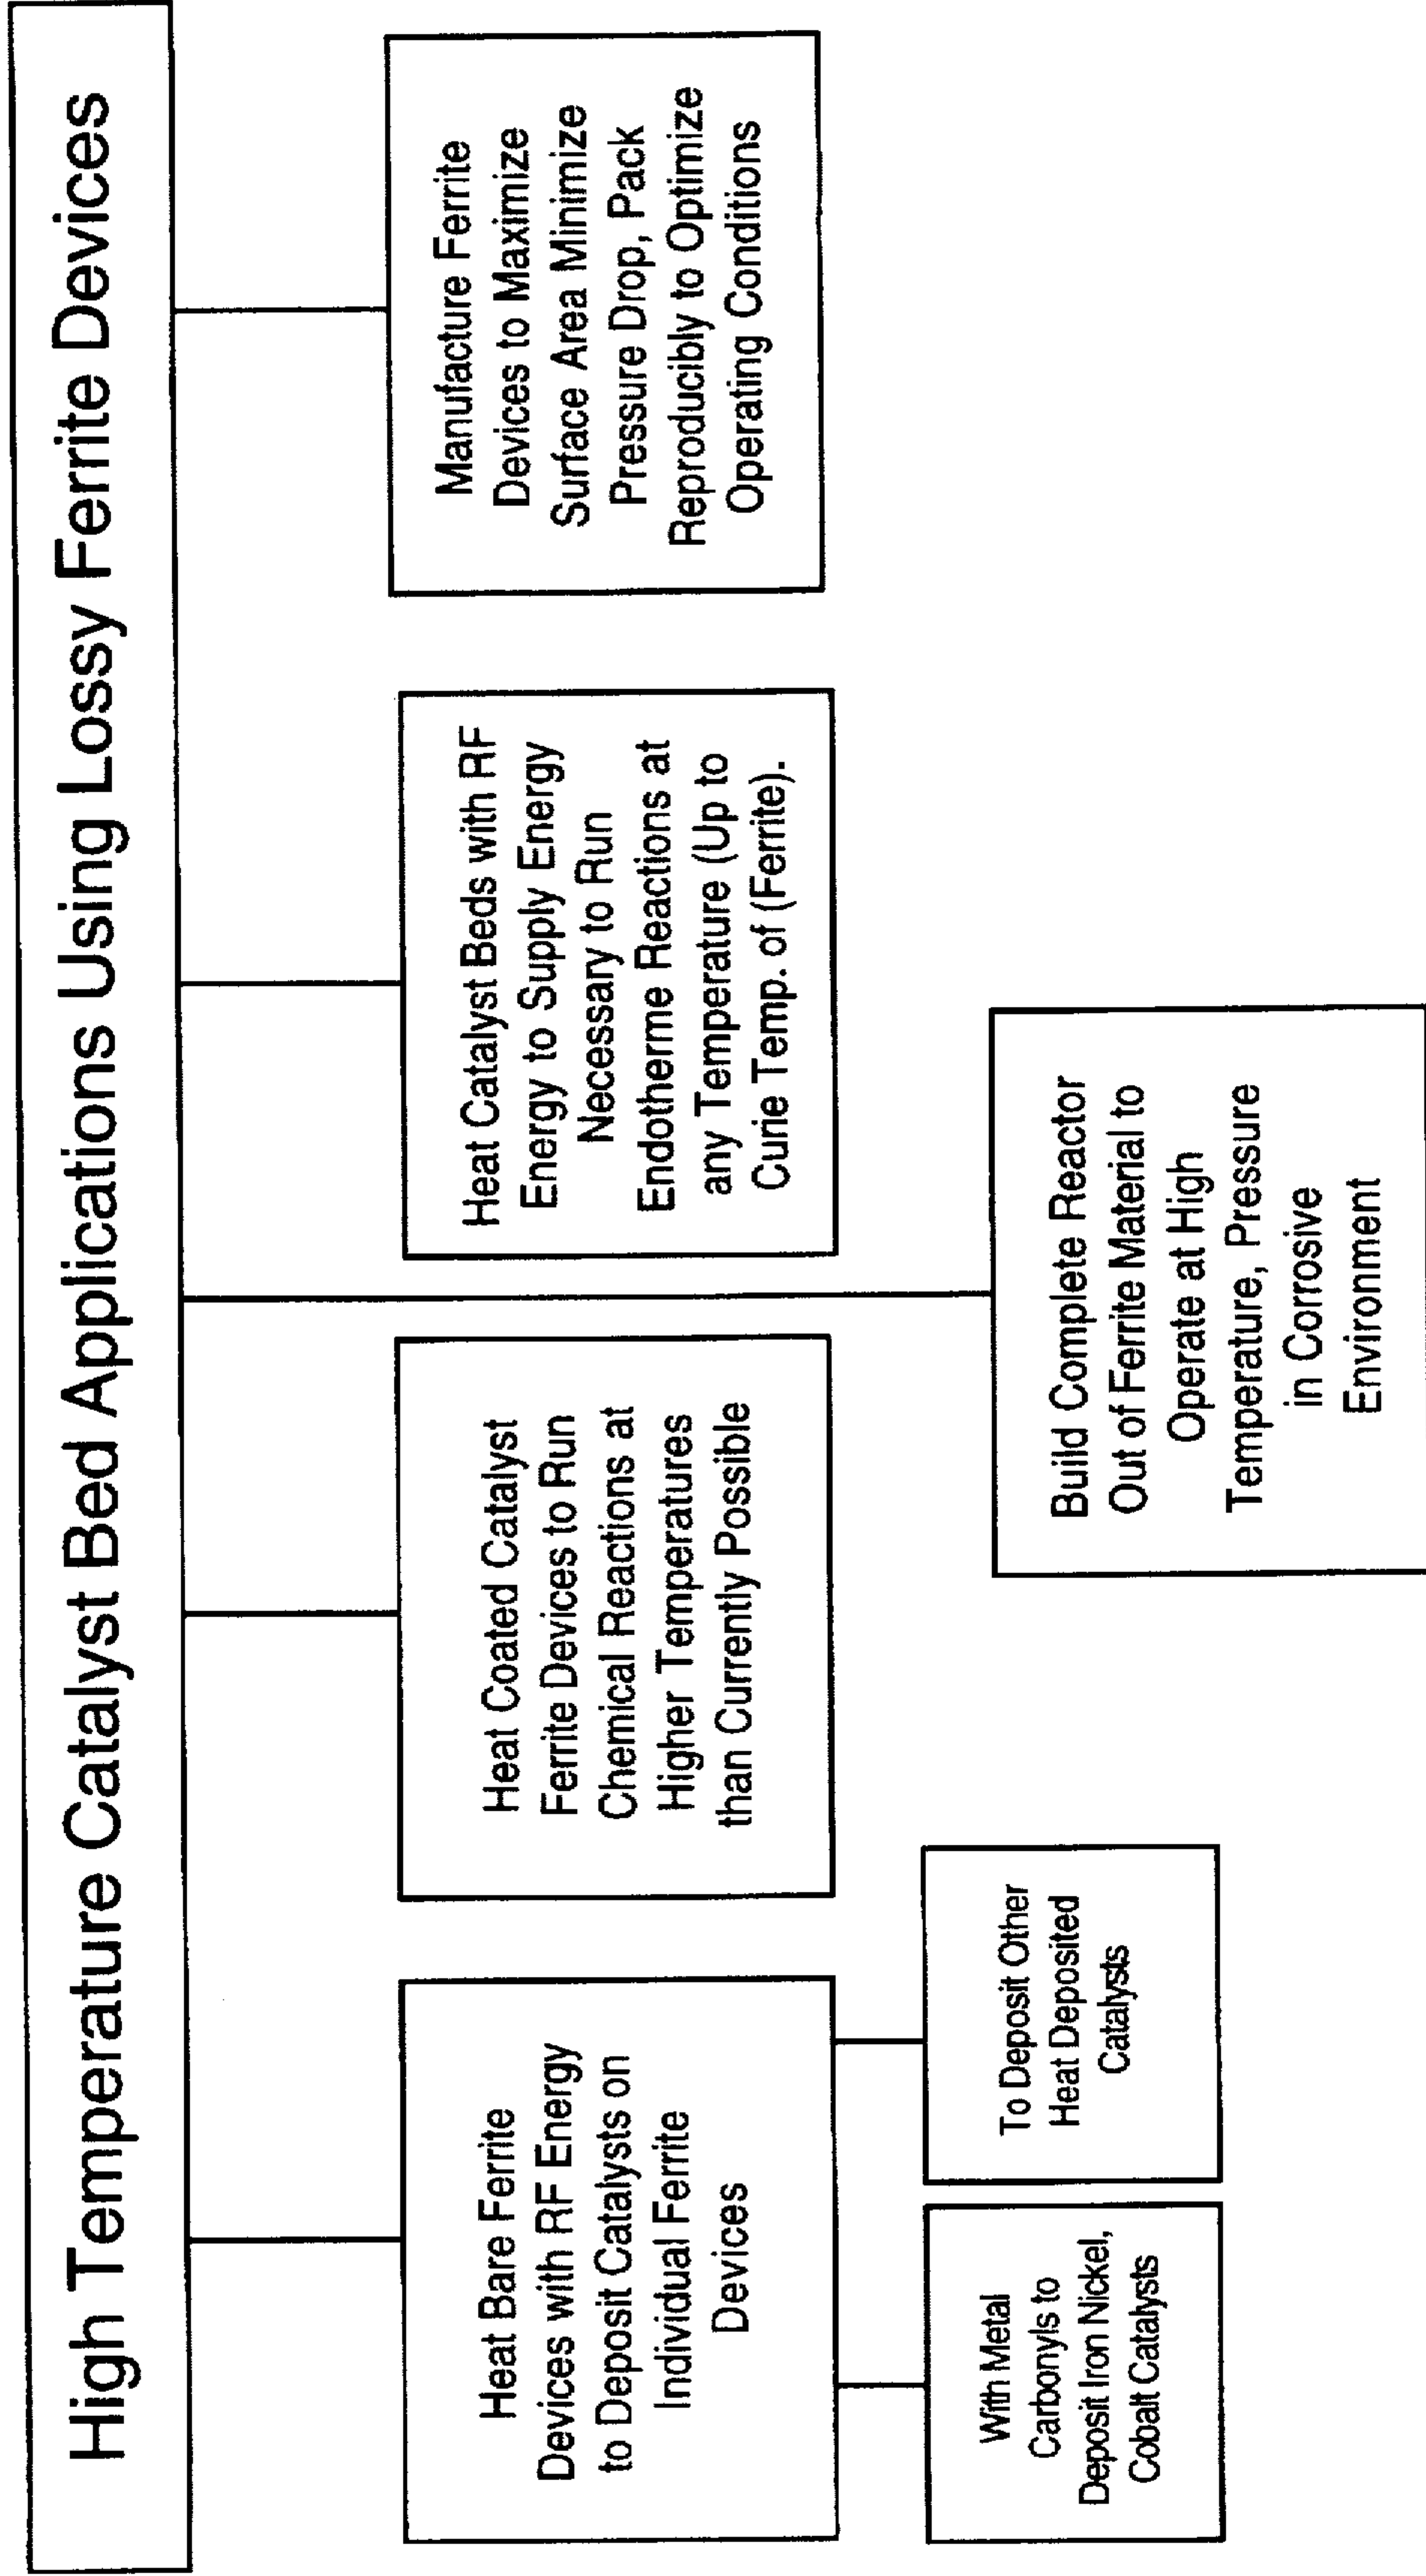 High Temperature Catalyst Bed Applications Using Lossy Ferrite Devices
Heat Bare Ferrite
Devices with RF Energy
to Deposit Catalysts on
Individual Ferrite
Devices
Heat Coated Catalyst
Ferrite Devices to Run
Chemical Reactions at
Higher Temperatures
than Currently Possible
Heat Catalyst Beds with RF
Energy to Supply Energy
Necessary to Run
Endotherme Reactions at
any Temperature (Up to
Curie Temp. of (Ferrite).
Manufacture Ferrite
Devices to Maximize
Surface Area Minimize
Pressure Drop, Pack
Reproducibly to Optimize
Operating Conditions
With Metal
Carbonyls to
Deposit Iron Nickel,
Cobalt Catalysts
To Deposit Other
Heat Deposited
Catalysts
Build Complete Reactor
Out of Ferrite Material to
Operate at High
Temperature, Pressure
in Corrosive
Environment